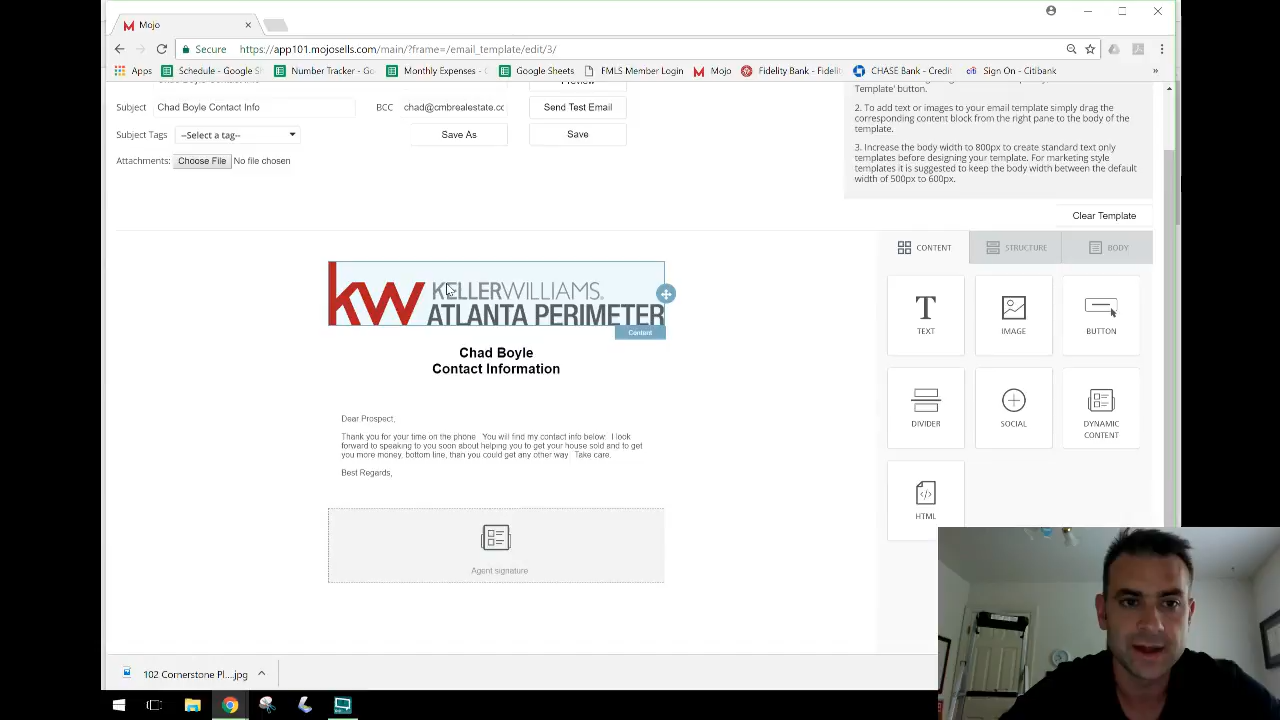 Mojo
Secure https://app101.mojosells.com/main/?frame=/email_template/edit/3/
Apps Schedule - Google S Number Tracker - Go Monthly Expenses - G Google Sheets FMLS Member Login Mojo Fidelity Bank - Fidelit CHASE Bank - Credit Sign On - Citibank »
Subject Chad Boyle Contact Info BCC chad@cmbrealestate.cc Send Test Email
Subject Tags --Select a tag-- Save As Save
Attachments: Choose File No file chosen
Template' button.
2. To add text or images to your email template simply drag the
corresponding content block from the right pane to the body of the
template.
3. Increase the body width to 800px to create standard text only
templates before designing your template. For marketing style
templates it is suggested to keep the body width between the default
width of 500px to 600px.
Clear Template
CONTENT STRUCTURE BODY
kw KELLERWILLIAMS.
ATLANTA PERIMETER
Content
Chad Boyle
Contact Information
Dear Prospect,
Thank you for your time on the phone. You will find my contact info below. I look
forward to speaking to you soon about helping you to get your house sold and to get
you more money, bottom line, than you could get any other way. Take care.
Best Regards,
Agent signature
TEXT IMAGE BUTTON
DIVIDER SOCIAL DYNAMIC
CONTENT
HTML
102 Cornerstone Pl....jpg